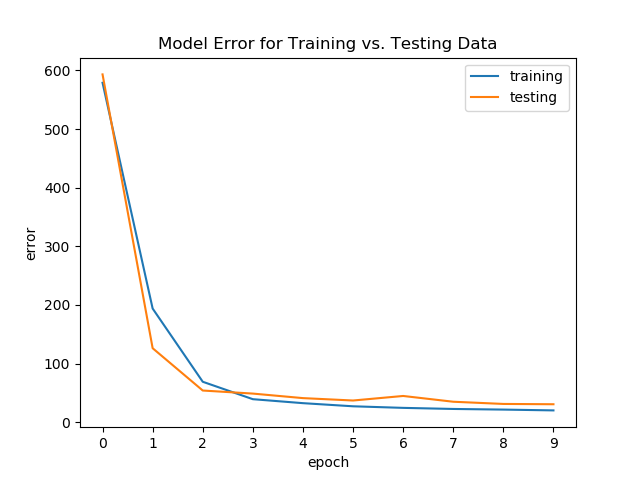 Model Error for Training vs. Testing Data
training
testing
600
500
400
300
200
100
0
error
0 1 2 3 4 5 6 7 8 9
epoch